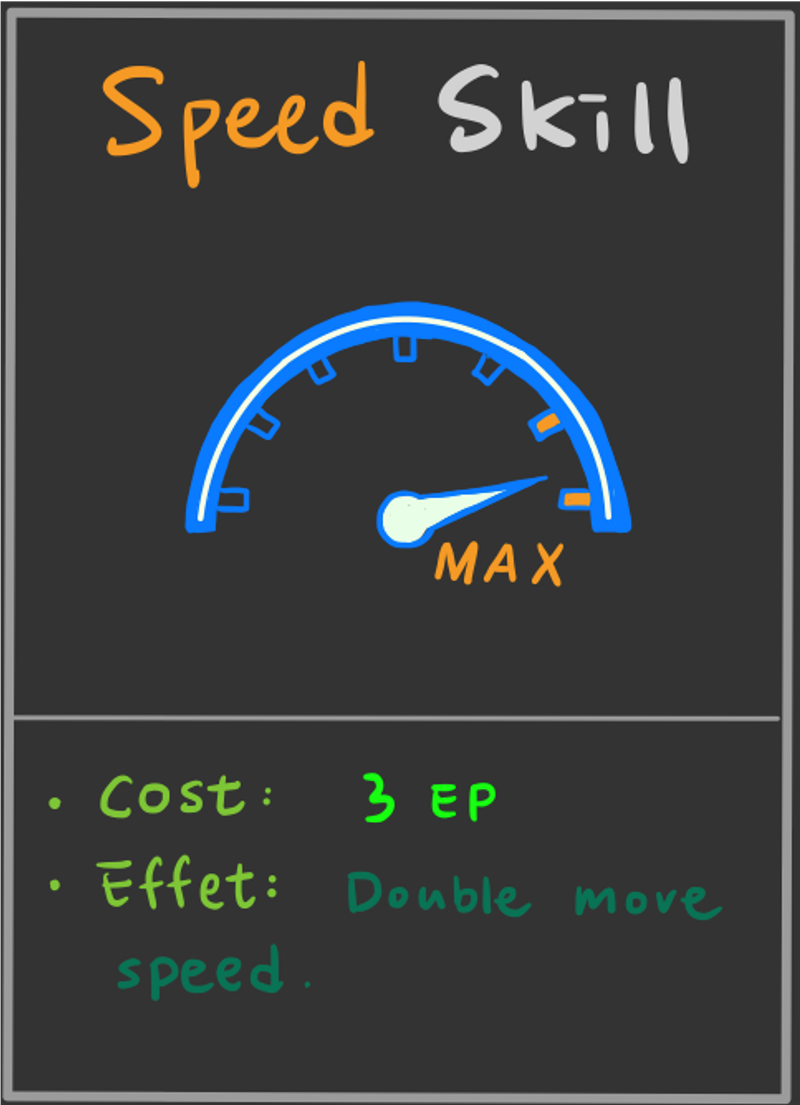 Speed Skill
MAX
• Cost: 3 EP
• Effet: Double move
speed.